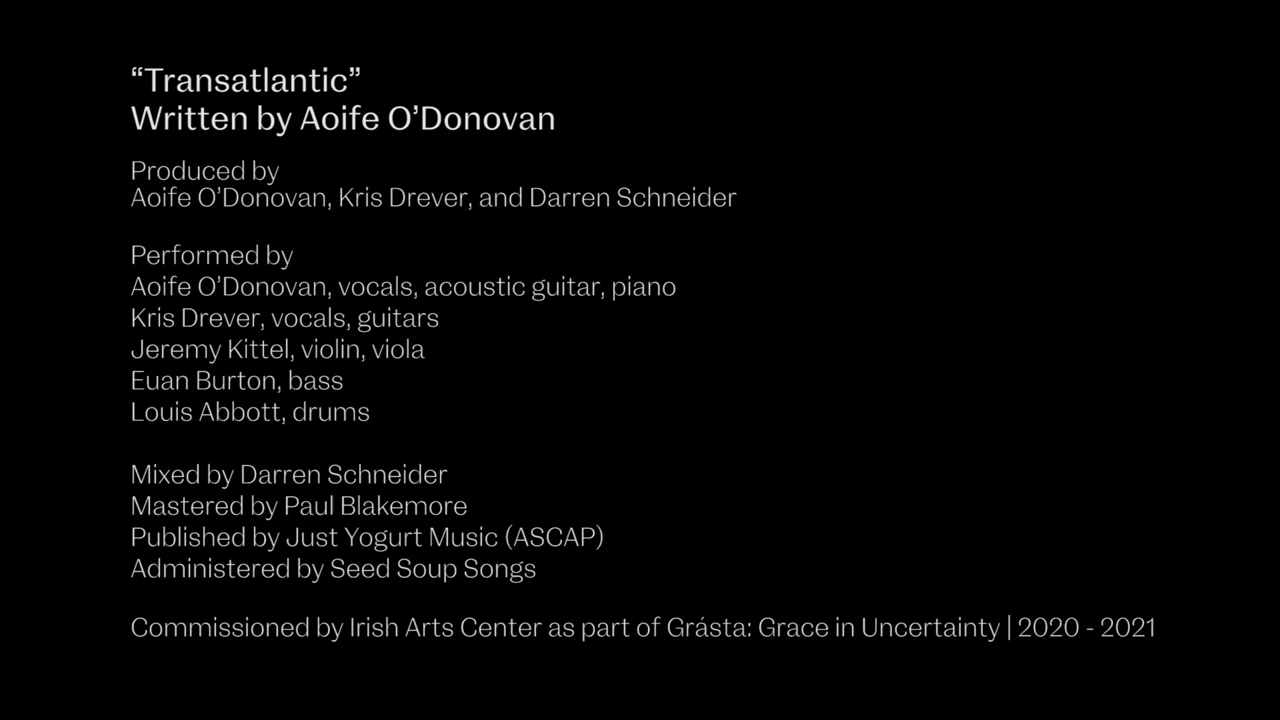 “Transatlantic”
Written by Aoife O’Donovan
Produced by
Aoife O’Donovan, Kris Drever, and Darren Schneider
Performed by
Aoife O’Donovan, vocals, acoustic guitar, piano
Kris Drever, vocals, guitars
Jeremy Kittel, violin, viola
Euan Burton, bass
Louis Abbott, drums
Mixed by Darren Schneider
Mastered by Paul Blakemore
Published by Just Yogurt Music (ASCAP)
Administered by Seed Soup Songs
Commissioned by Irish Arts Center as part of Grásta: Grace in Uncertainty | 2020 - 2021